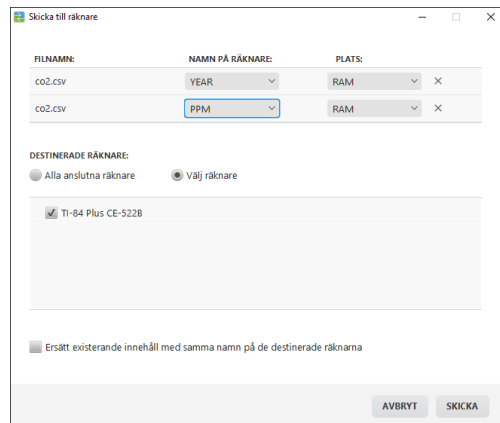 Skicka till räknare
FILNAMN: NAMN PÅ RÄKNARE: PLATS:
co2.csv YEAR RAM
co2.csv PPM RAM
DESTINERADE RÄKNARE:
Alla anslutna räknare Välj räknare
TI-84 Plus CE-522B
Ersätt existerande innehåll med samma namn på de destinerade räknarna
AVBRYT SKICKA